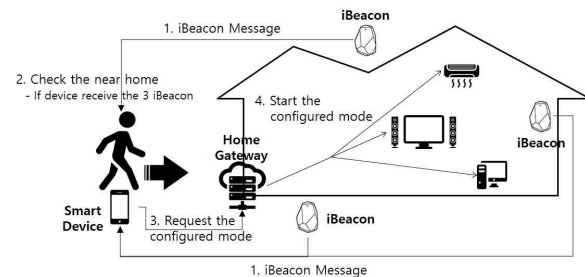 iBeacon
1. iBeacon Message
2. Check the near home
- If device receive the 3 iBeacon
4. Start the
configured mode
iBeacon
Home
Gateway
Smart
Device
3. Request the
configured mode
iBeacon
1. iBeacon Message